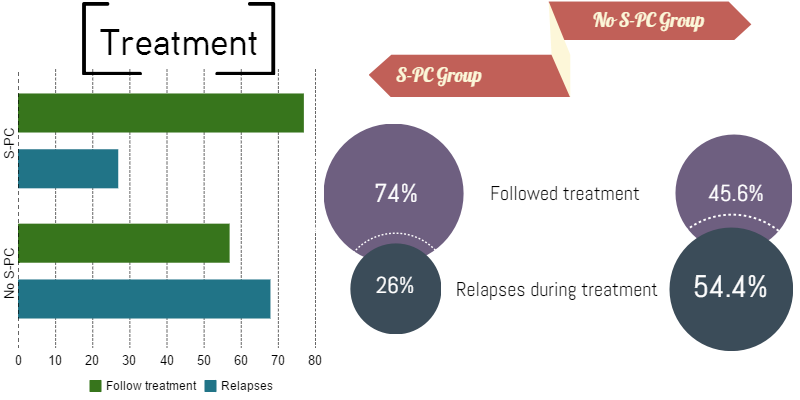 Treatment
S-PC
No S-PC
0 10 20 30 40 50 60 70 80
Follow treatment Relapses
No S-PC Group
S-PC Group
74% Followed treatment 45.6%
26% Relapses during treatment 54.4%